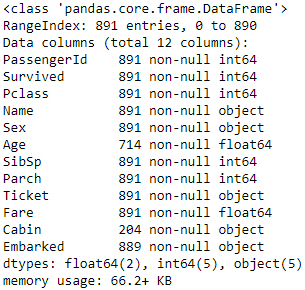 <class 'pandas.core.frame.DataFrame'>
RangeIndex: 891 entries, 0 to 890
Data columns (total 12 columns):
PassengerId    891 non-null int64
Survived       891 non-null int64
Pclass         891 non-null int64
Name           891 non-null object
Sex            891 non-null object
Age            714 non-null float64
SibSp          891 non-null int64
Parch          891 non-null int64
Ticket         891 non-null object
Fare           891 non-null float64
Cabin          204 non-null object
Embarked       889 non-null object
dtypes: float64(2), int64(5), object(5)
memory usage: 66.2+ KB